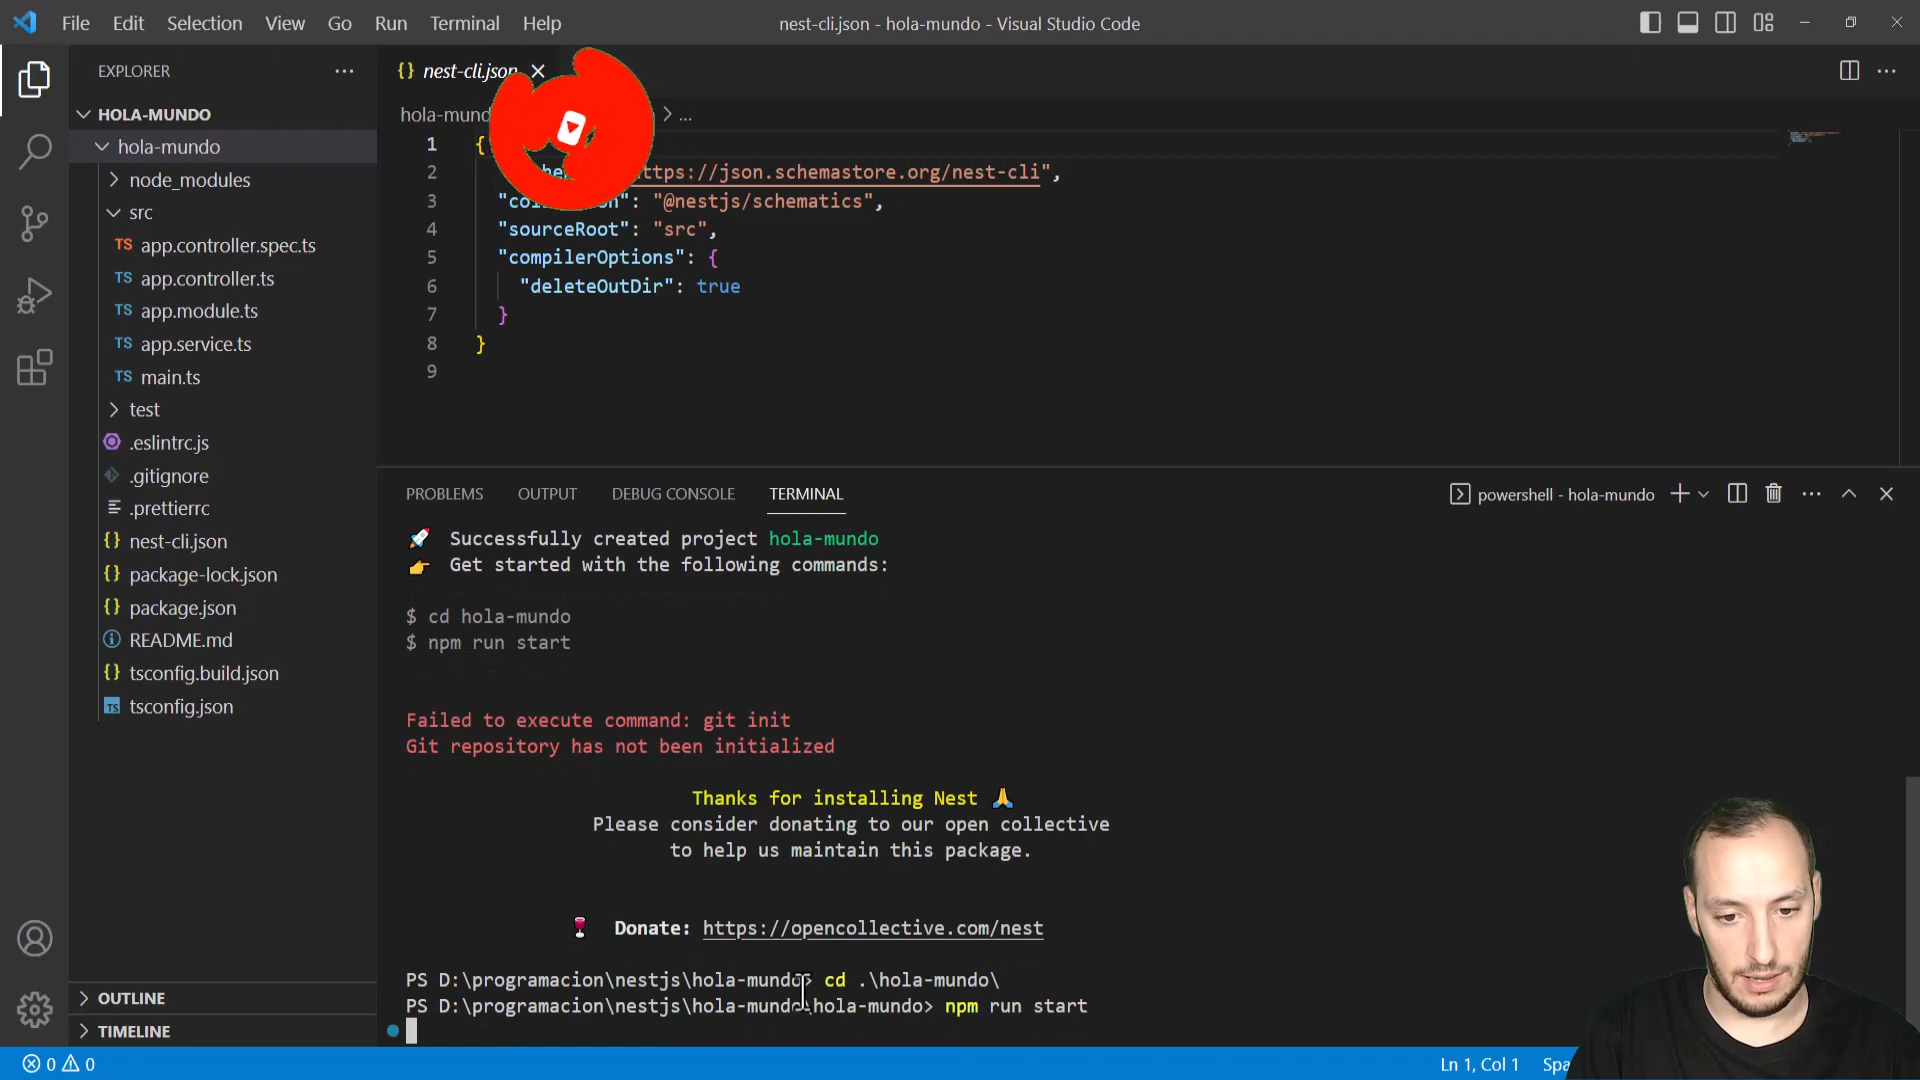 File Edit Selection View Go Run Terminal Help
nest-cli.json - hola-mundo - Visual Studio Code
EXPLORER
HOLA-MUNDO
hola-mundo
node_modules
src
TS app.controller.spec.ts
TS app.controller.ts
TS app.module.ts
TS app.service.ts
TS main.ts
test
.eslintrc.js
.gitignore
.prettierrc
{} nest-cli.json
{} package-lock.json
{} package.json
README.md
{} tsconfig.build.json
TS tsconfig.json
OUTLINE
TIMELINE
{} nest-cli.json
...
1 {
2 https://json.schemastore.org/nest-cli",
3 : "@nestjs/schematics",
4 "sourceRoot": "src",
5 "compilerOptions": {
6 "deleteOutDir": true
7 }
8 }
9
PROBLEMS OUTPUT DEBUG CONSOLE TERMINAL
powershell - hola-mundo
Successfully created project hola-mundo
Get started with the following commands:
$ cd hola-mundo
$ npm run start
Failed to execute command: git init
Git repository has not been initialized
Thanks for installing Nest
Please consider donating to our open collective
to help us maintain this package.
Donate: https://opencollective.com/nest
PS D:\programacion\nestjs\hola-mundo> cd .\hola-mundo\
PS D:\programacion\nestjs\hola-mundo\hola-mundo> npm run start
0 0
Ln 1, Col 1